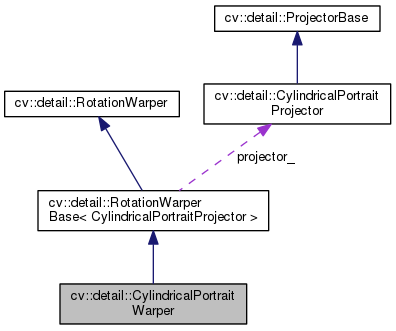 cv::detail::ProjectorBase
cv::detail::RotationWarper
cv::detail::CylindricalPortrait
Projector
projector_
cv::detail::RotationWarper
Base< CylindricalPortraitProjector >
cv::detail::CylindricalPortrait
Warper